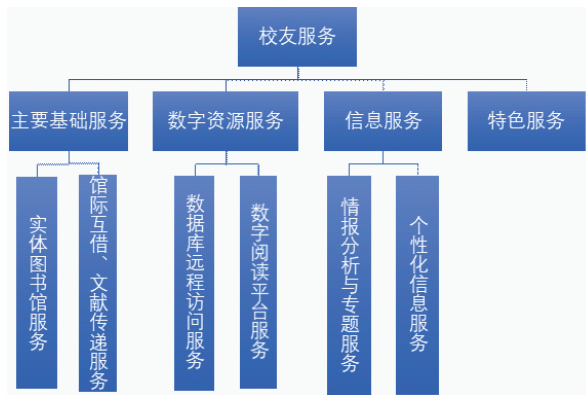 校友服务
主要基础服务
数字资源服务
信息服务
特色服务
实体图书馆服务
馆际互借、文献传递服务
数据库远程访问服务
数字阅读平台服务
情报分析与专题服务
个性化信息服务